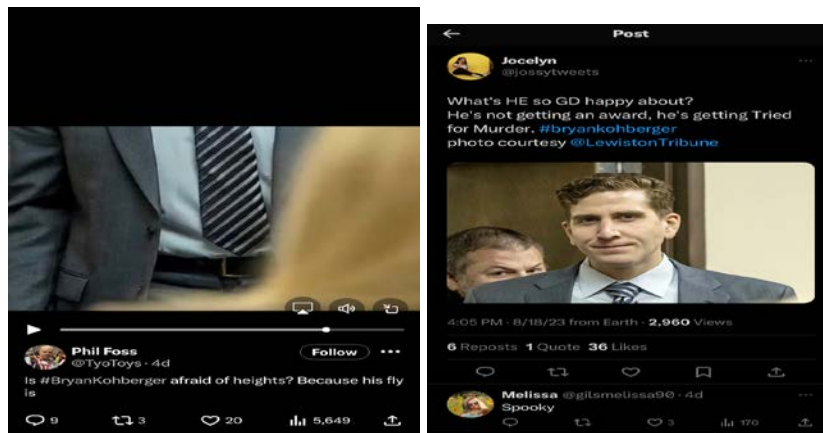 Phil Foss
@TyoToys · 4d
Follow
Is #BryanKohberger afraid of heights? Because his fly
is
9
3
20
5,649
Post
Jocelyn
@jossytweets
What's HE so GD happy about?
He's not getting an award, he's getting Tried
for Murder. #bryankohberger
photo courtesy @LewistonTribune
4:05 PM · 8/18/23 from Earth · 2,960 Views
6 Reposts 1 Quote 36 Likes
Melissa @gilsmelissa90 · 4d
Spooky
3
170